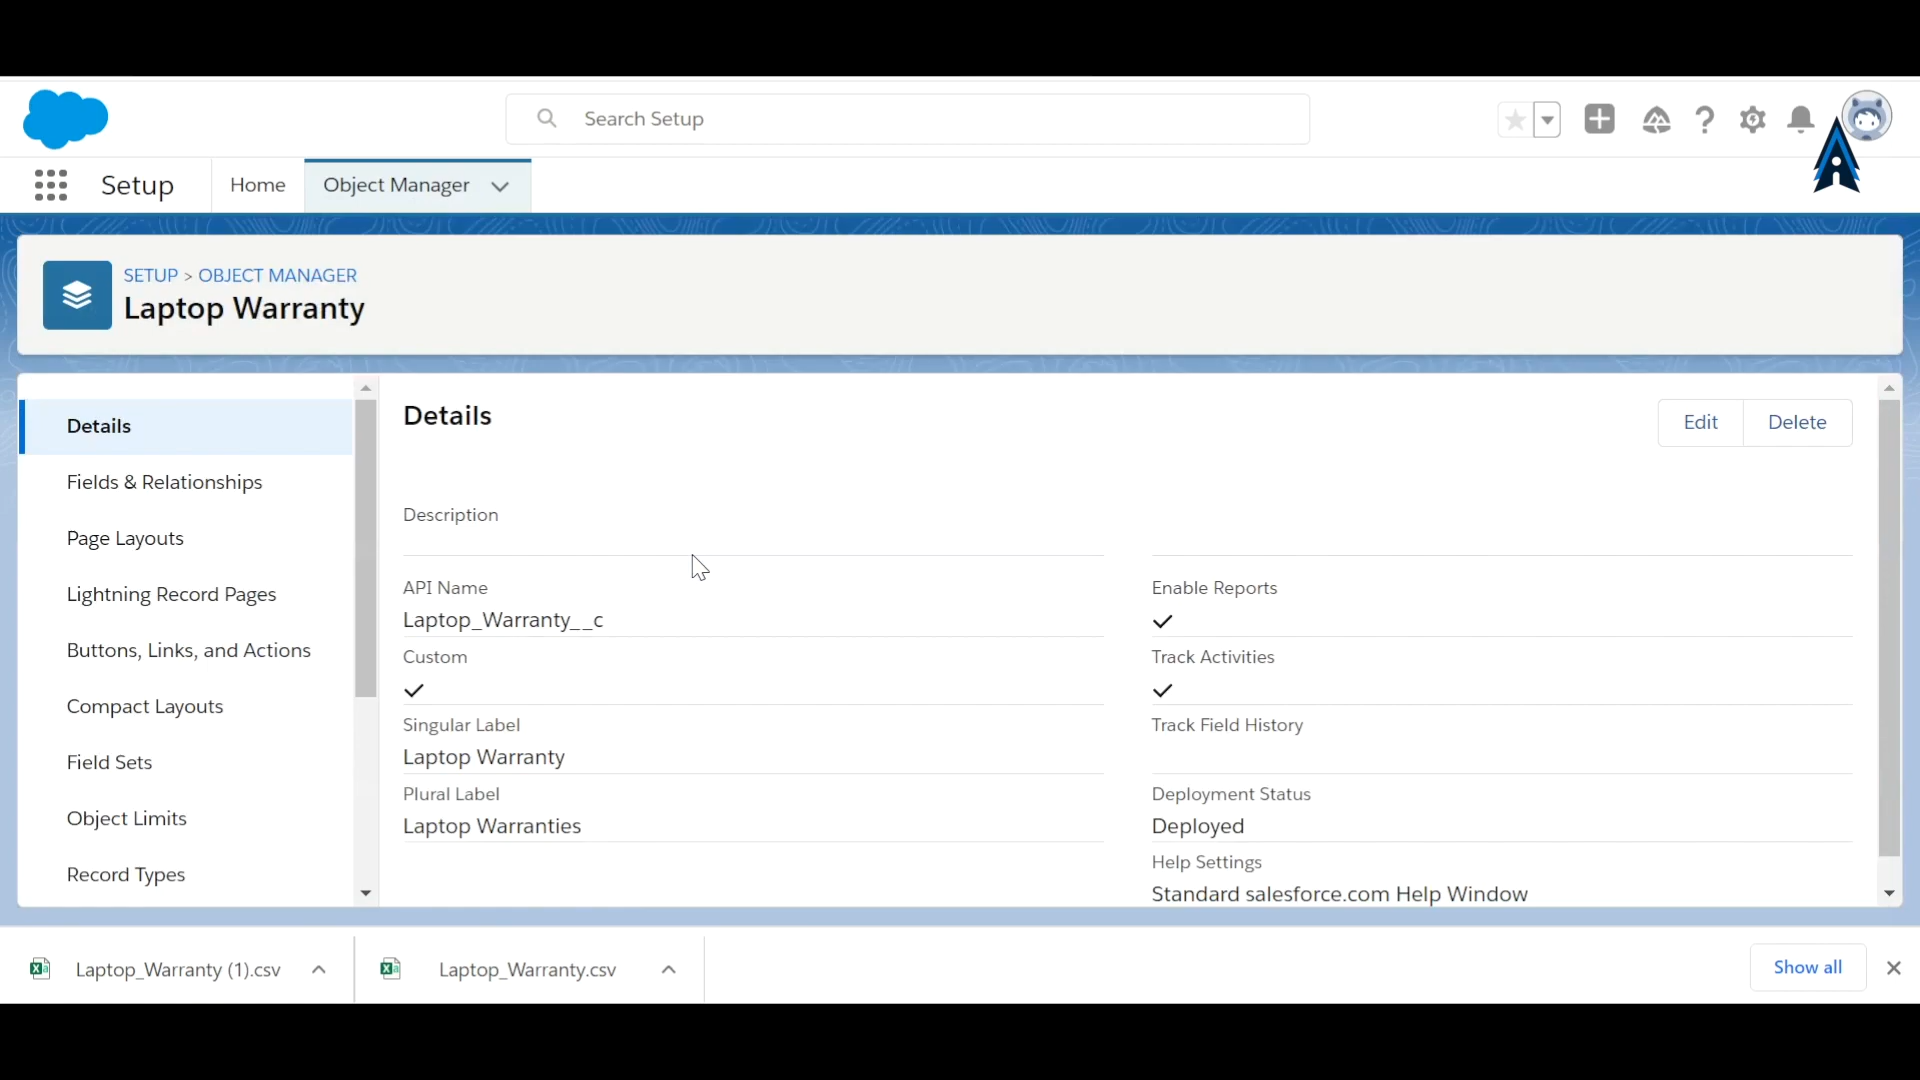 Search Setup
Setup
Home
Object Manager
SETUP > OBJECT MANAGER
Laptop Warranty
Details
Fields & Relationships
Page Layouts
Lightning Record Pages
Buttons, Links, and Actions
Compact Layouts
Field Sets
Object Limits
Record Types
Details
Edit
Delete
Description
API Name
Laptop_Warranty__c
Custom
Singular Label
Laptop Warranty
Plural Label
Laptop Warranties
Enable Reports
Track Activities
Track Field History
Deployment Status
Deployed
Help Settings
Standard salesforce.com Help Window
Laptop_Warranty (1).csv
Laptop_Warranty.csv
Show all